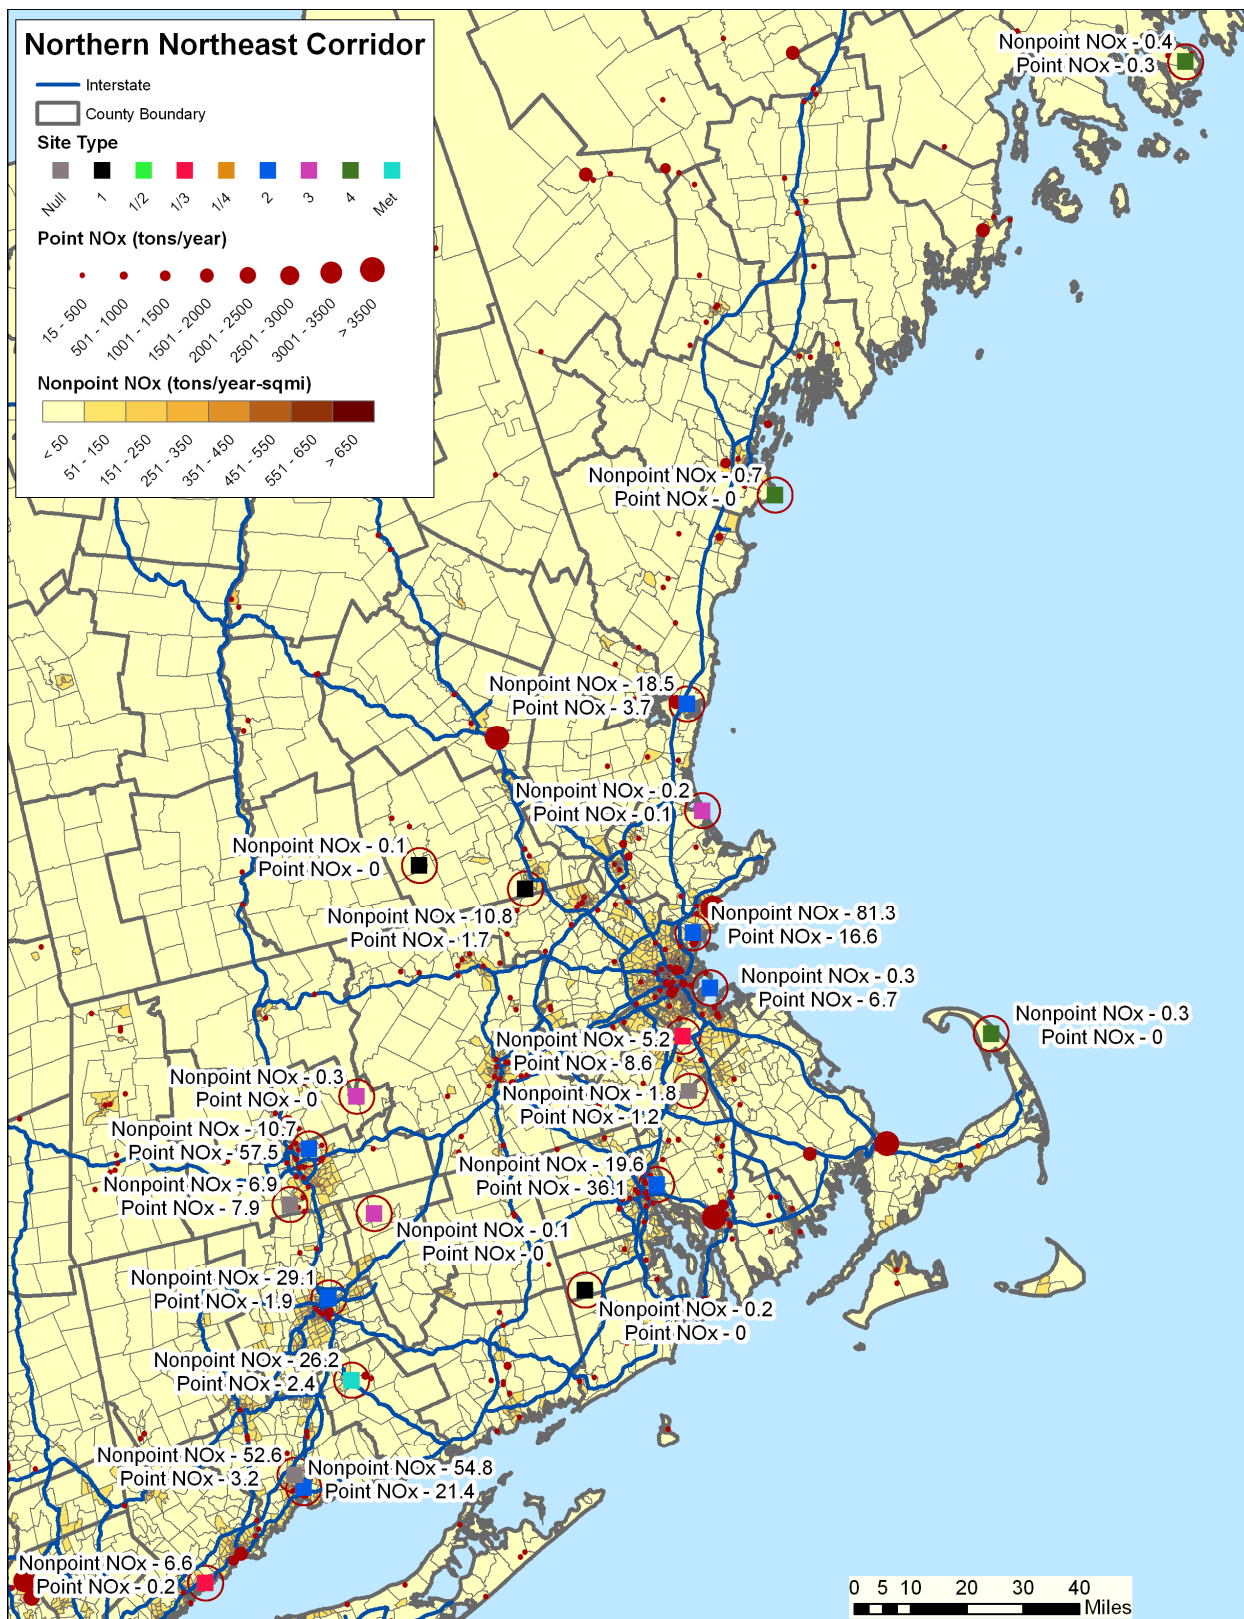 Northern Northeast Corridor
Interstate
County Boundary
Site Type
Null 1 1/2 1/3 1/4 2 3 4 Met
Point NOx (tons/year)
15 - 500 501 - 1000 1001 - 1500 1501 - 2000 2001 - 2500 2501 - 3000 3001 - 3500 > 3500
Nonpoint NOx (tons/year-sqmi)
< 50 51 - 150 151 - 250 251 - 350 351 - 450 451 - 550 551 - 650 > 650
Nonpoint NOx - 0.4
Point NOx - 0.3
Nonpoint NOx - 0.7
Point NOx - 0
Nonpoint NOx - 18.5
Point NOx - 3.7
Nonpoint NOx - 0.2
Point NOx - 0.1
Nonpoint NOx - 0.1
Point NOx - 0
Nonpoint NOx - 10.8
Point NOx - 1.7
Nonpoint NOx - 81.3
Point NOx - 16.6
Nonpoint NOx - 0.3
Point NOx - 6.7
Nonpoint NOx - 0.3
Point NOx - 0
Nonpoint NOx - 5.2
Point NOx - 8.6
Nonpoint NOx - 0.3
Point NOx - 0
Nonpoint NOx - 1.8
Point NOx - 1.2
Nonpoint NOx - 10.7
Point NOx - 57.5
Nonpoint NOx - 19.6
Point NOx - 36.1
Nonpoint NOx - 6.9
Point NOx - 7.9
Nonpoint NOx - 0.1
Point NOx - 0
Nonpoint NOx - 29.1
Point NOx - 1.9
Nonpoint NOx - 0.2
Point NOx - 0
Nonpoint NOx - 26.2
Point NOx - 2.4
Nonpoint NOx - 52.6
Point NOx - 3.2
Nonpoint NOx - 54.8
Point NOx - 21.4
Nonpoint NOx - 6.6
Point NOx - 0.2
0 5 10 20 30 40
Miles